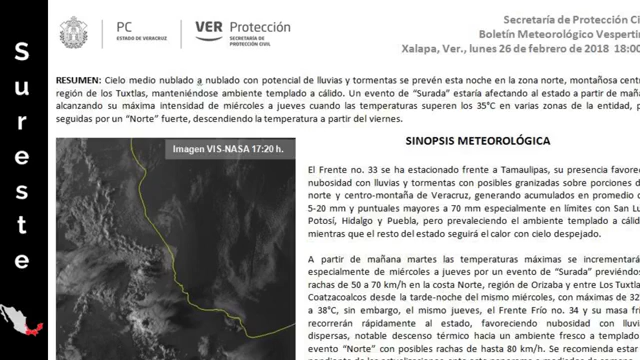 Sureste
PC
ESTADO DE VERACRUZ
VER Protección
SECRETARÍA DE
PROTECCIÓN CIVIL
Secretaría de Protección Ci
Boletín Meteorológico Vesperti
Xalapa, Ver., lunes 26 de febrero de 2018 18:00
RESUMEN: Cielo medio nublado a nublado con potencial de lluvias y tormentas se prevén esta noche en la zona norte, montañosa centr
región de los Tuxtlas, manteniéndose ambiente templado a cálido. Un evento de “Surada” estaría afectando al estado a partir de maña
alcanzando su máxima intensidad de miércoles a jueves cuando las temperaturas superen los 35°C en varias zonas de la entidad, p
seguidas por un “Norte” fuerte, descendiendo la temperatura a partir del viernes.
Imagen VIS-NASA 17:20 h.
SINOPSIS METEOROLÓGICA
El Frente no. 33 se ha estacionado frente a Tamaulipas, su presencia favorec
nubosidad con lluvias y tormentas con posibles granizadas sobre porciones d
norte y centro-montaña de Veracruz, generando acumulados en promedio d
5-20 mm y puntuales mayores a 70 mm especialmente en límites con San Lu
Potosí, Hidalgo y Puebla, pero prevaleciendo el ambiente templado a cálid
mientras que el resto del estado seguirá el calor con cielo despejado.
A partir de mañana martes las temperaturas máximas se incrementará
especialmente de miércoles a jueves por un evento de “Surada” previéndos
rachas de 50 a 70 km/h en la costa Norte, región de Orizaba y entre Los Tuxtla
Coatzacoalcos desde la tarde-noche del mismo miércoles, con máximas de 32
a 38°C, sin embargo, el mismo jueves, el Frente Frío no. 34 y su masa frí
recorrerán rápidamente al estado, favoreciendo nubosidad con lluvia
dispersas, notable descenso térmico hacia un ambiente fresco a templado
evento “Norte” con posibles rachas de hasta 80 km/h. Se recomienda estar